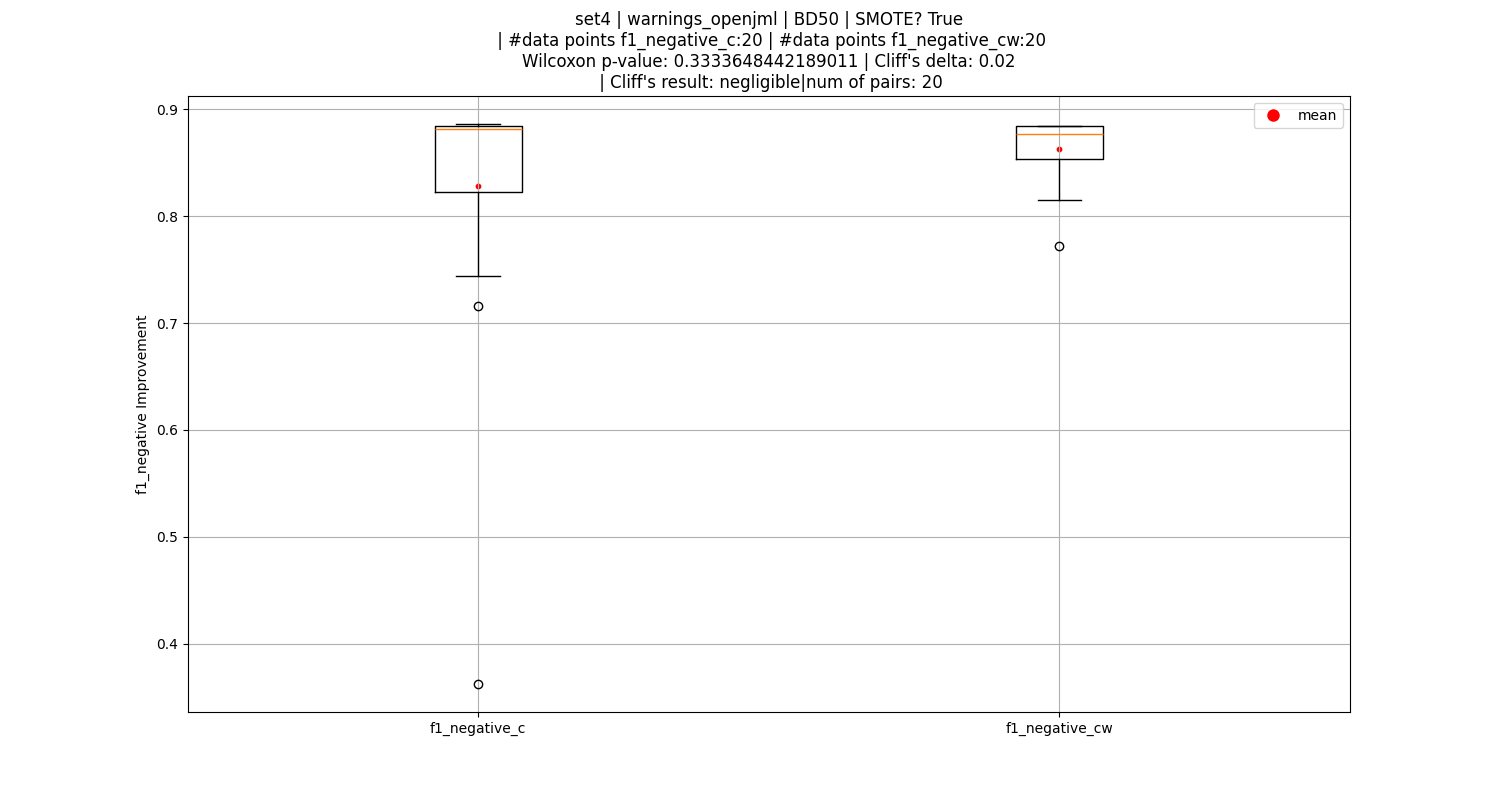 set4 | warnings_openjml | BD50 | SMOTE? True
| #data points f1_negative_c:20 | #data points f1_negative_cw:20
Wilcoxon p-value: 0.3333648442189011 | Cliff's delta: 0.02
| Cliff's result: negligible|num of pairs: 20
mean
f1_negative Improvement
0.9
0.8
0.7
0.6
0.5
0.4
f1_negative_c
f1_negative_cw